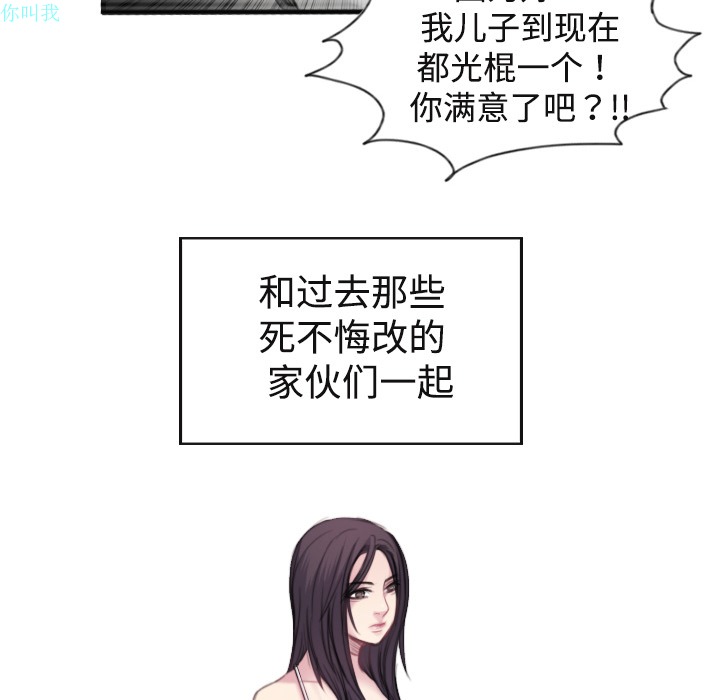 你叫我
我儿子到现在
都光棍一个！
你满意了吧？!!
和过去那些
死不悔改的
家伙们一起